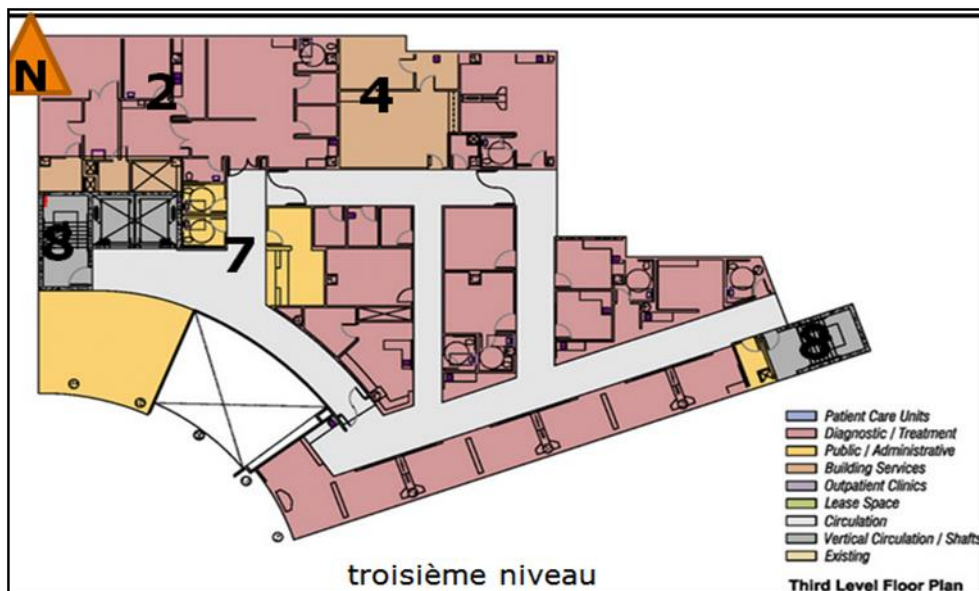 N
2
4
8
7
8
Patient Care Units
Diagnostic / Treatment
Public / Administrative
Building Services
Outpatient Clinics
Lease Space
Circulation
Vertical Circulation / Shafts
Existing
troisième niveau
Third Level Floor Plan